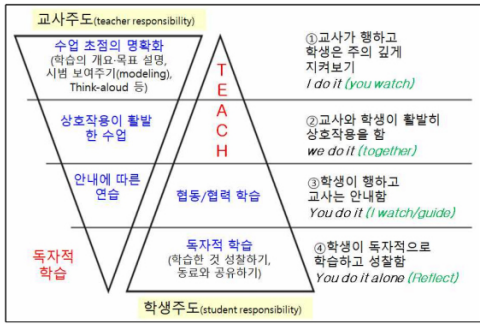 교사주도(teacher responsibility)
수업 초점의 명확화
(학습의 개요·목표 설명,
시범 보여주기(modeling),
Think-aloud 등)
상호작용이 활발
한 수업
안내에 따른
연습
독자적
학습
T
E
A
C
H
협동/협력 학습
독자적 학습
(학습한 것 성찰하기,
동료와 공유하기)
학생주도(student responsibility)
①교사가 행하고
학생은 주의 깊게
지켜보기
I do it (you watch)
②교사와 학생이 활발히
상호작용을 함
we do it (together)
③학생이 행하고
교사는 안내함
You do it (I watch/guide)
④학생이 독자적으로
학습하고 성찰함
You do it alone (Reflect)